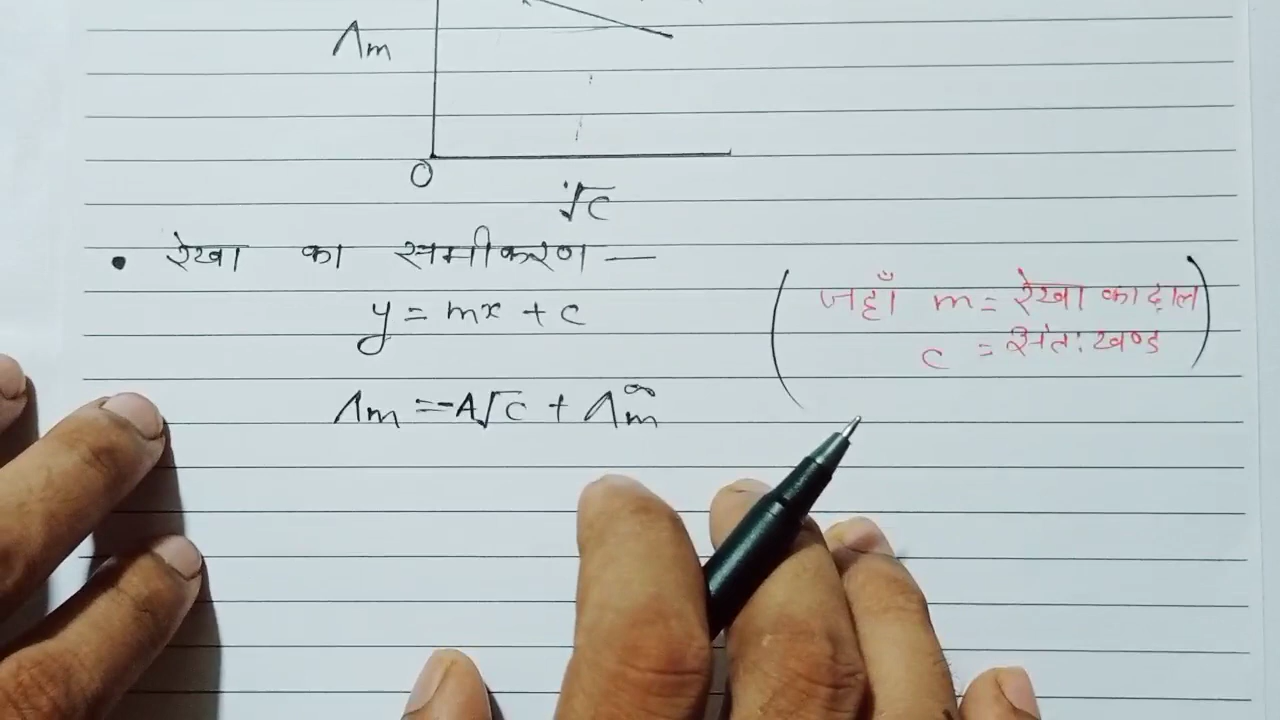 Λm
O
√c
• रेखा का समीकरण —
y = mx + c
(जहाँ m = रेखा का ढाल
c = अंतःखण्ड)
Λm = -A√c + Λm^∞